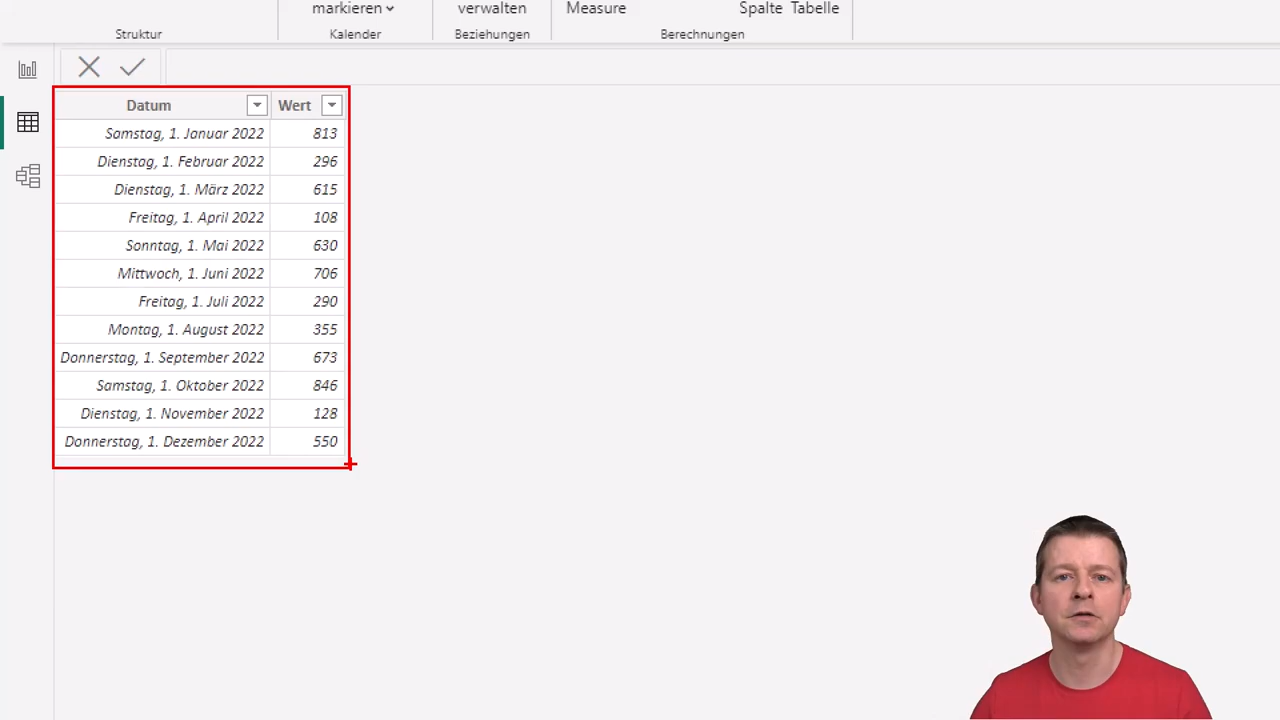 markieren verwalten Measure Spalte Tabelle
Struktur Kalender Beziehungen Berechnungen
Datum Wert
Samstag, 1. Januar 2022 813
Dienstag, 1. Februar 2022 296
Dienstag, 1. März 2022 615
Freitag, 1. April 2022 108
Sonntag, 1. Mai 2022 630
Mittwoch, 1. Juni 2022 706
Freitag, 1. Juli 2022 290
Montag, 1. August 2022 355
Donnerstag, 1. September 2022 673
Samstag, 1. Oktober 2022 846
Dienstag, 1. November 2022 128
Donnerstag, 1. Dezember 2022 550